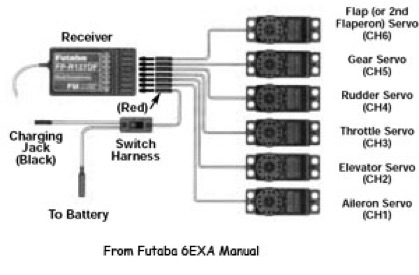 Flap (or 2nd
Flaperon) Servo
(CH6)
Receiver
Futaba
FP-R127DF
FM
Gear Servo
(CH5)
(Red)
Rudder Servo
(CH4)
Charging
Jack
(Black)
Switch
Harness
Throttle Servo
(CH3)
Elevator Servo
(CH2)
To Battery
Aileron Servo
(CH1)
From Futaba 6EXA Manual